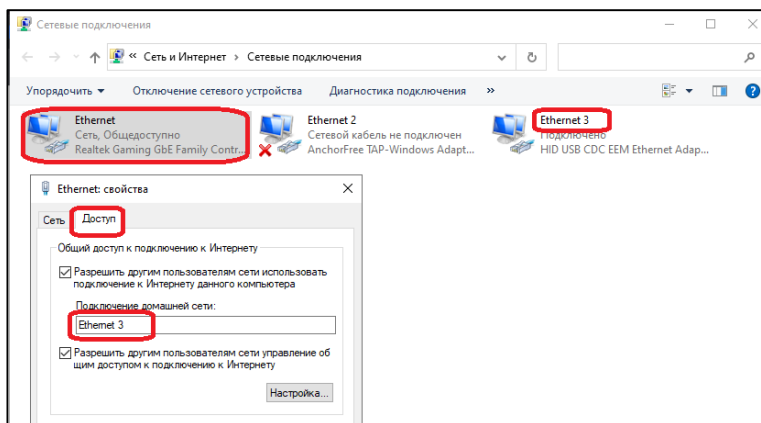 Сетевые подключения
« Сеть и Интернет › Сетевые подключения
Упорядочить Отключение сетевого устройства Диагностика подключения »
Ethernet
Сеть, Общедоступно
Realtek Gaming GbE Family Contr...
Ethernet 2
Сетевой кабель не подключен
AnchorFree TAP-Windows Adapt...
Ethernet 3
Подключено
HID USB CDC EEM Ethernet Adap...
Ethernet: свойства
Сеть Доступ
Общий доступ к подключению к Интернету
Разрешить другим пользователям сети использовать
подключение к Интернету данного компьютера
Подключение домашней сети:
Ethernet 3
Разрешить другим пользователям сети управление об
щим доступом к подключению к Интернету
Настройка...